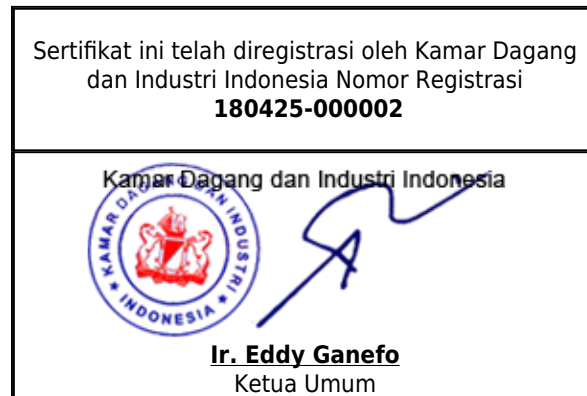 Sertifikat ini telah diregistrasi oleh Kamar Dagang
dan Industri Indonesia Nomor Registrasi
180425-000002
Kamar Dagang dan Industri Indonesia
KAMAR DAGANG DAN INDUSTRI
INDONESIA
Ir. Eddy Ganefo
Ketua Umum